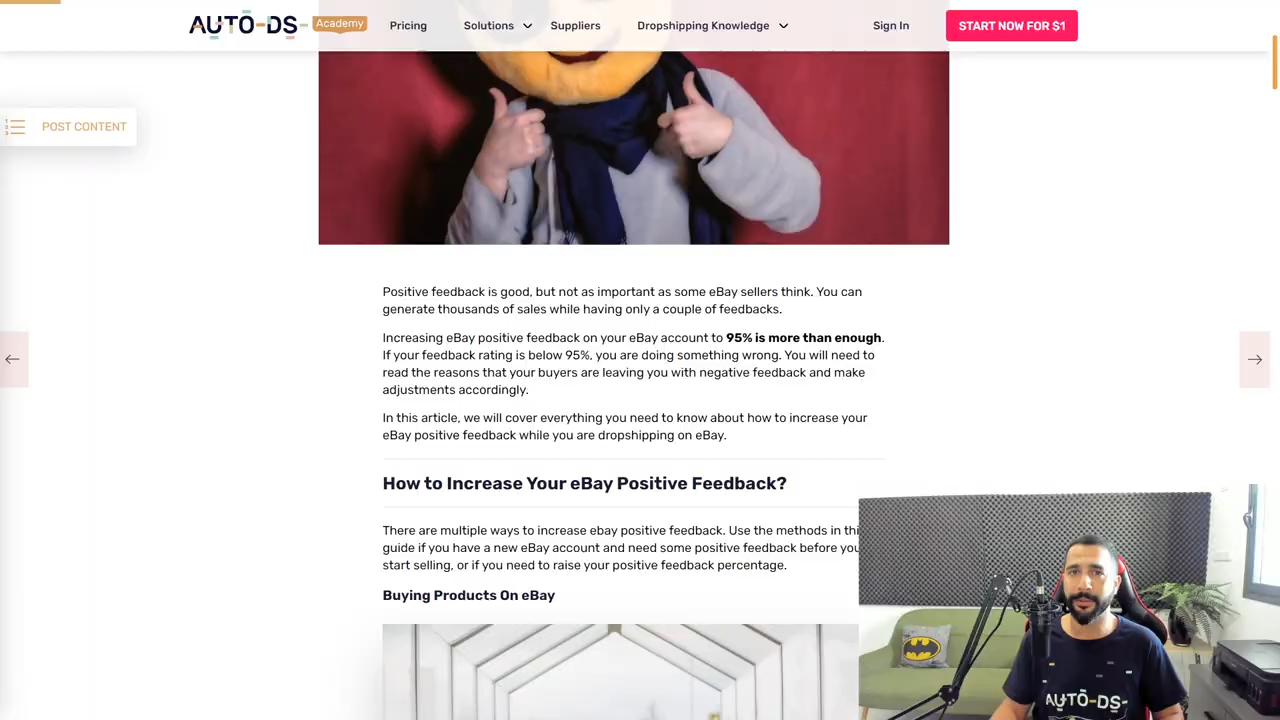 AUTO-DS Academy
Pricing
Solutions
Suppliers
Dropshipping Knowledge
Sign In
START NOW FOR $1
POST CONTENT
Positive feedback is good, but not as important as some eBay sellers think. You can
generate thousands of sales while having only a couple of feedbacks.
Increasing eBay positive feedback on your eBay account to 95% is more than enough.
If your feedback rating is below 95%, you are doing something wrong. You will need to
read the reasons that your buyers are leaving you with negative feedback and make
adjustments accordingly.
In this article, we will cover everything you need to know about how to increase your
eBay positive feedback while you are dropshipping on eBay.
How to Increase Your eBay Positive Feedback?
There are multiple ways to increase ebay positive feedback. Use the methods in thi
guide if you have a new eBay account and need some positive feedback before you
start selling, or if you need to raise your positive feedback percentage.
Buying Products On eBay
AUTO-DS-